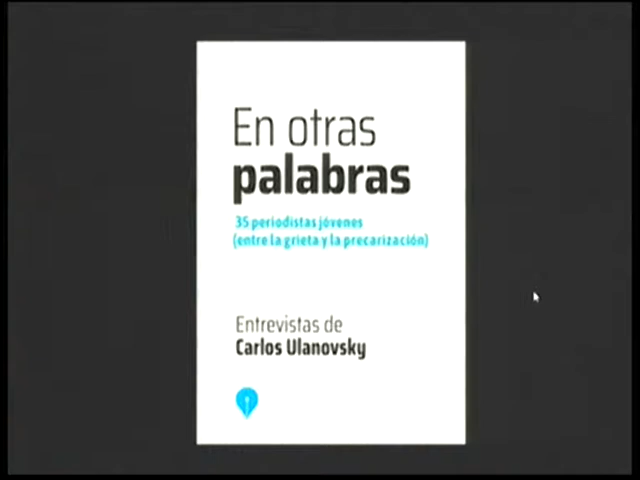 En otras
palabras
35 periodistas jóvenes
(entre la grieta y la precarización)
Entrevistas de
Carlos Ulanovsky